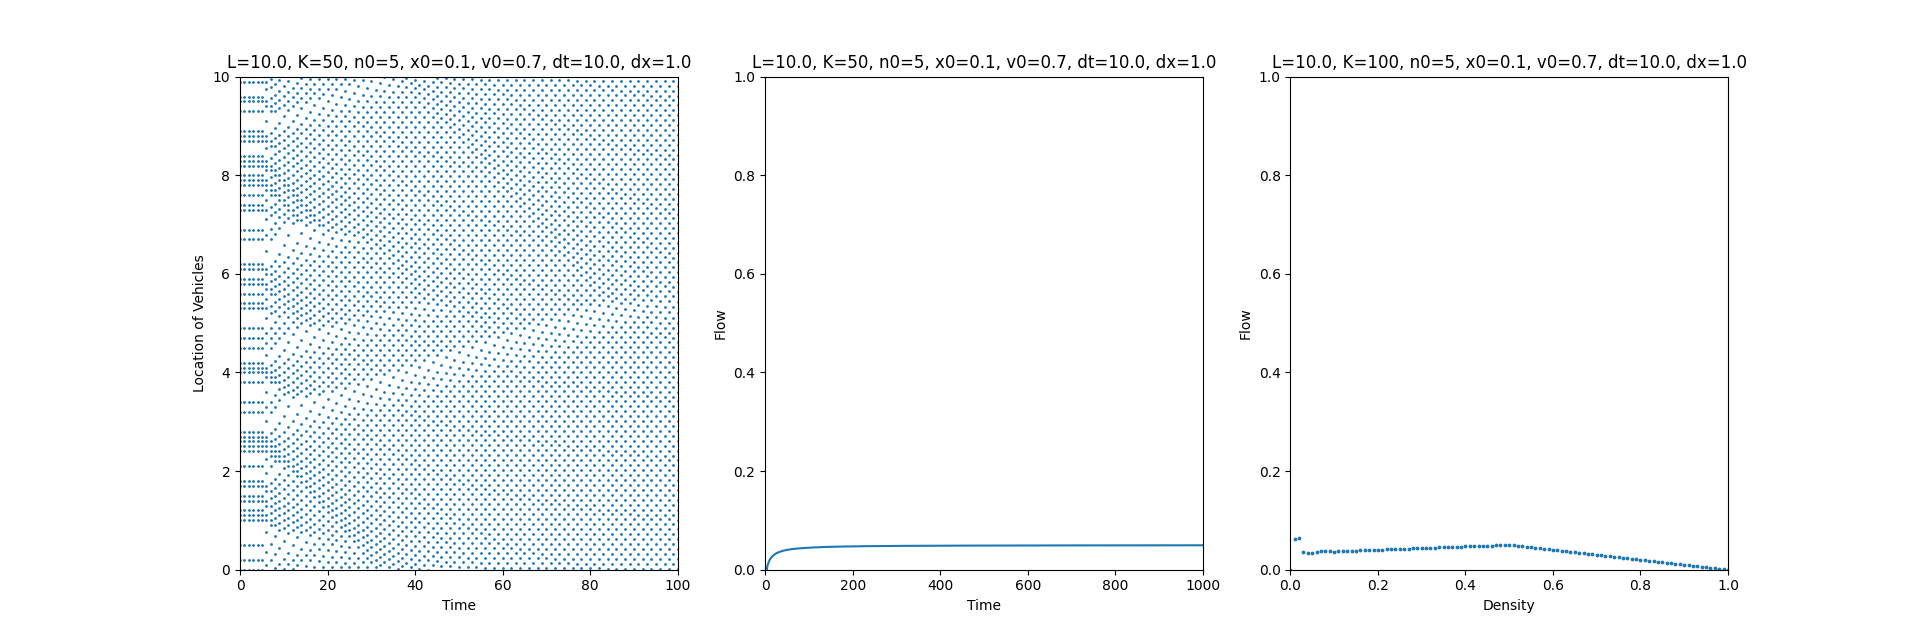 L=10.0, K=50, n0=5, x0=0.1, v0=0.7, dt=10.0, dx=1.0
10
8
6
4
2
0
Location of Vehicles
0 20 40 60 80 100
Time
L=10.0, K=50, n0=5, x0=0.1, v0=0.7, dt=10.0, dx=1.0
1.0
0.8
0.6
0.4
0.2
0.0
Flow
0 200 400 600 800 1000
Time
L=10.0, K=100, n0=5, x0=0.1, v0=0.7, dt=10.0, dx=1.0
1.0
0.8
0.6
0.4
0.2
0.0
Flow
0.0 0.2 0.4 0.6 0.8 1.0
Density